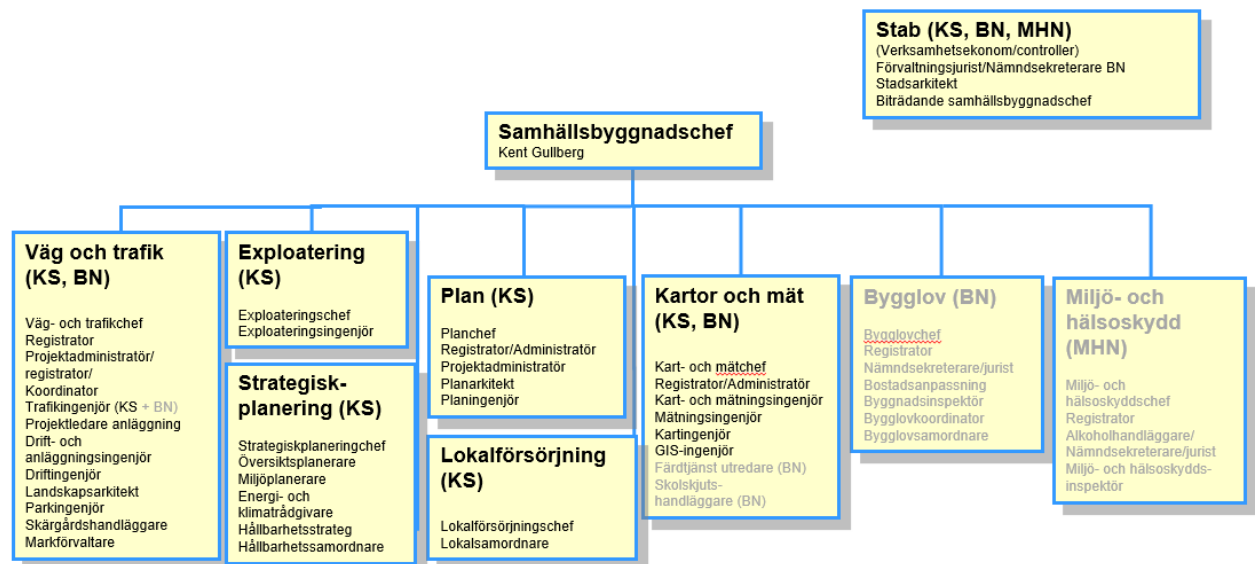 Stab (KS, BN, MHN)
(Verksamhetsekonom/controller)
Förvaltningsjurist/Nämndsekreterare BN
Stadsarkitekt
Biträdande samhällsbyggnadschef
Samhällsbyggnadschef
Kent Gullberg
Väg och trafik
(KS, BN)
Väg- och trafikchef
Registrator
Projektadministratör/
registrator/
Koordinator
Trafikingenjör (KS + BN)
Projektledare anläggning
Drift- och
anläggningsingenjör
Driftingenjör
Landskapsarkitekt
Parkingenjör
Skärgårdshandläggare
Markförvaltare
Exploatering
(KS)
Exploateringschef
Exploateringsingenjör
Strategisk-
planering (KS)
Strategiskplaneringchef
Översiktsplanerare
Miljöplanerare
Energi- och
klimatrådgivare
Hållbarhetsstrateg
Hållbarhetssamordnare
Plan (KS)
Planchef
Registrator/Administratör
Projektadministratör
Planarkitekt
Planingenjör
Lokalförsörjning
(KS)
Lokalförsörjningschef
Lokalsamordnare
Kartor och mät
(KS, BN)
Kart- och mätchef
Registrator/Administratör
Kart- och mätningsingenjör
Mätningsingenjör
Kartingenjör
GIS-ingenjör
Färdtjänst utredare (BN)
Skolskjuts-
handläggare (BN)
Bygglov (BN)
Bygglovchef
Registrator
Nämndsekreterare/jurist
Bostadsanpassning
Byggnadsinspektör
Bygglovkoordinator
Bygglovsamordnare
Miljö- och
hälsoskydd
(MHN)
Miljö- och
hälsoskyddschef
Registrator
Alkoholhandläggare/
Nämndsekreterare/jurist
Miljö- och hälsoskydds-
inspektör